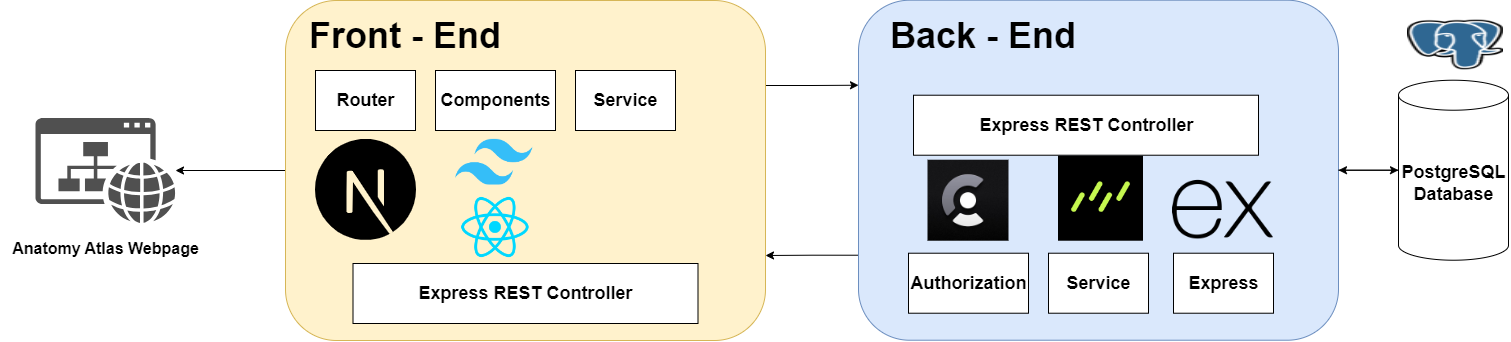 Front - End
Router
Components
Service
Express REST Controller
Anatomy Atlas Webpage
Back - End
Express REST Controller
ex
Authorization
Service
Express
PostgreSQL
Database